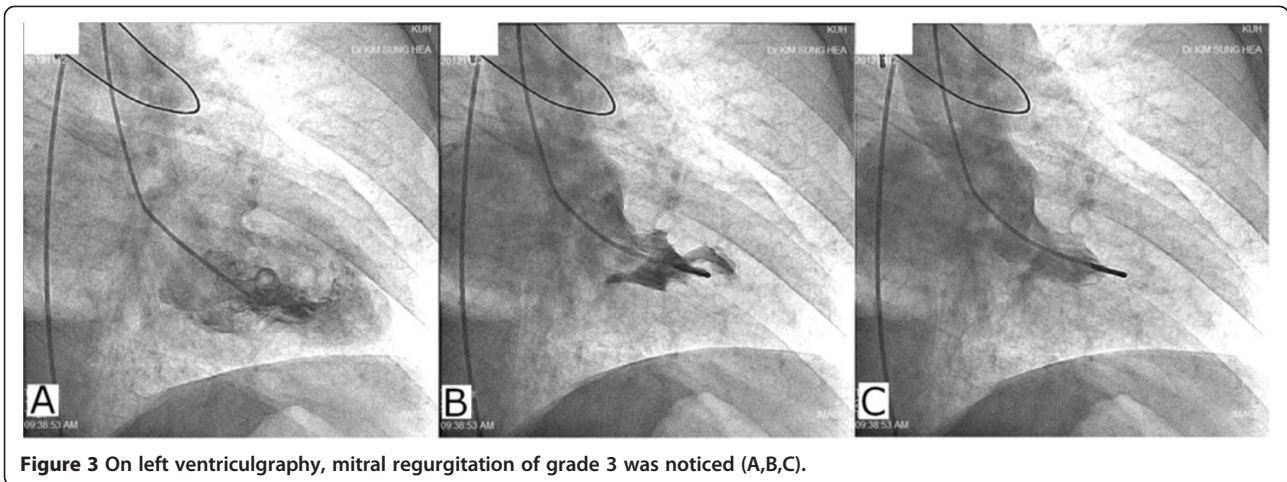 KUH
Dr KIM SUNG HEA
A
09:38:53 AM
KUH
Dr KIM SUNG HEA
B
09:38:53 AM
KUH
Dr KIM SUNG HEA
C
09:38:53 AM
Figure 3 On left ventriculgraphy, mitral regurgitation of grade 3 was noticed (A,B,C).